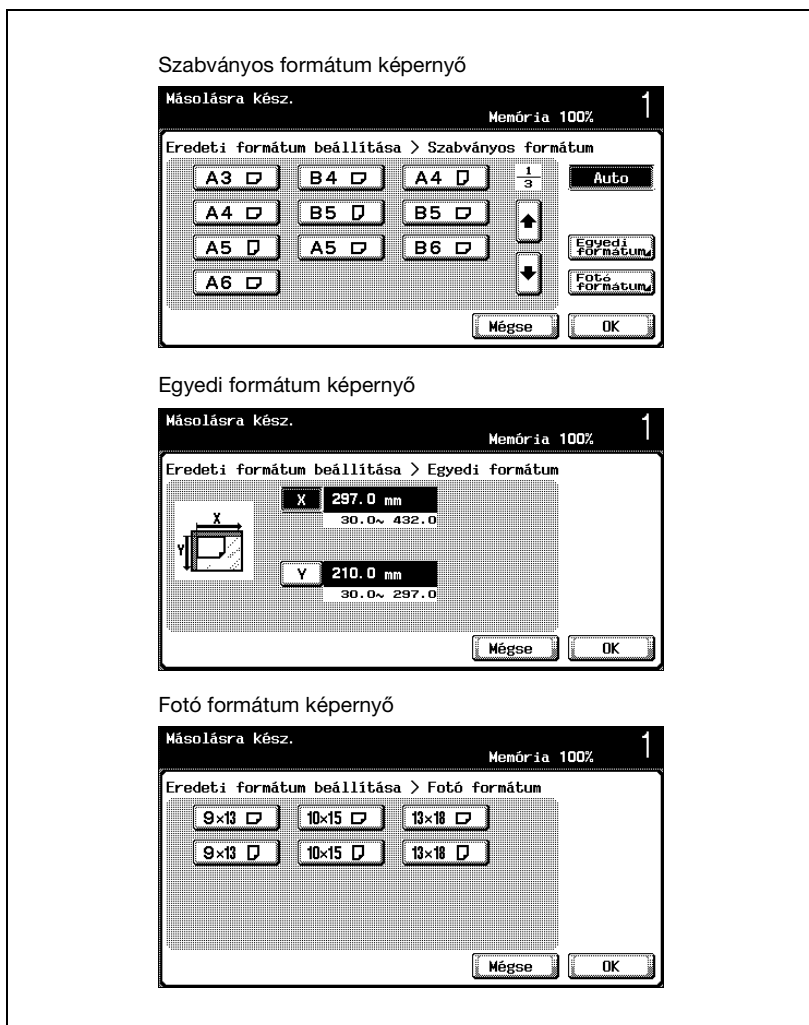 Szabványos formátum képernyő
Másolásra kész.
Memória 100%
1
Eredeti formátum beállítása > Szabványos formátum
A3 B4 A4 1/3 Auto
A4 B5 B5
A5 A5 B6 Egyedi formátum
A6 Fotó formátum
Mégse OK
Egyedi formátum képernyő
Másolásra kész.
Memória 100%
1
Eredeti formátum beállítása > Egyedi formátum
X 297.0 mm
30.0~ 432.0
X
Y
Y 210.0 mm
30.0~ 297.0
Mégse OK
Fotó formátum képernyő
Másolásra kész.
Memória 100%
1
Eredeti formátum beállítása > Fotó formátum
9×13 10×15 13×18
9×13 10×15 13×18
Mégse OK